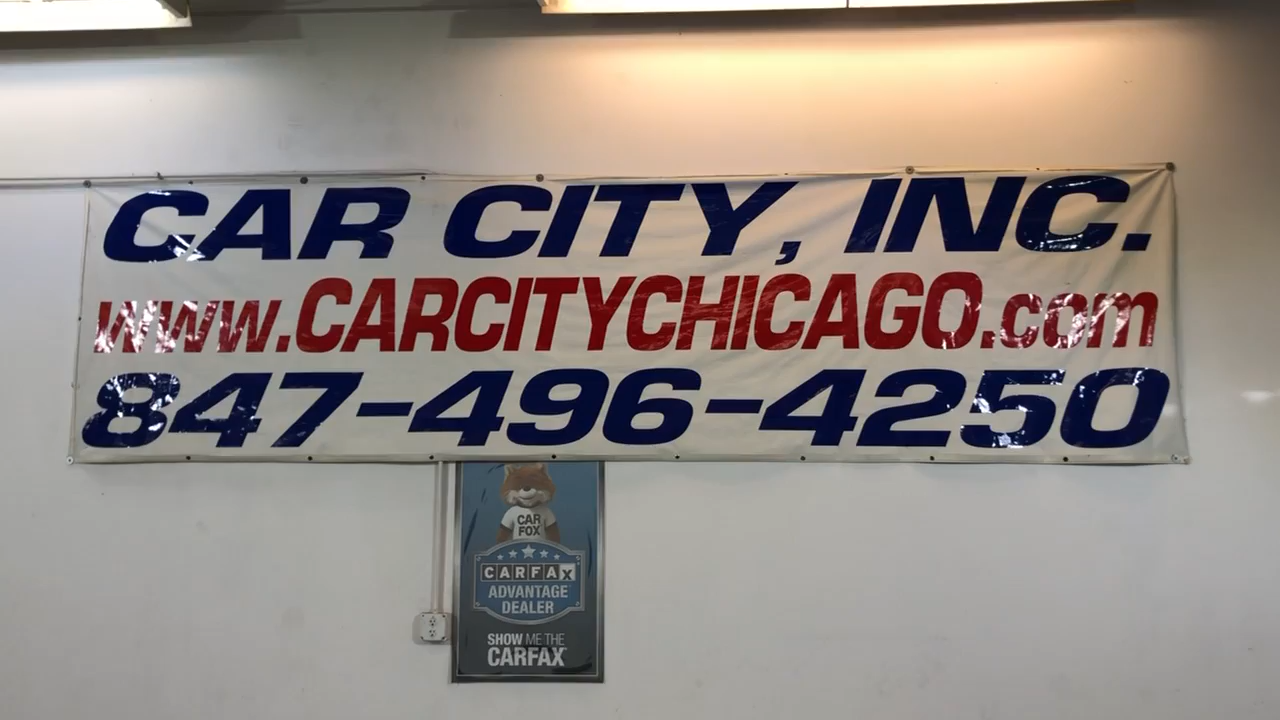 CAR CITY, INC.
www.CARCITYCHICAGO.com
847-496-4250
CAR
FOX
CARFAX
ADVANTAGE
DEALER
SHOW ME THE
CARFAX